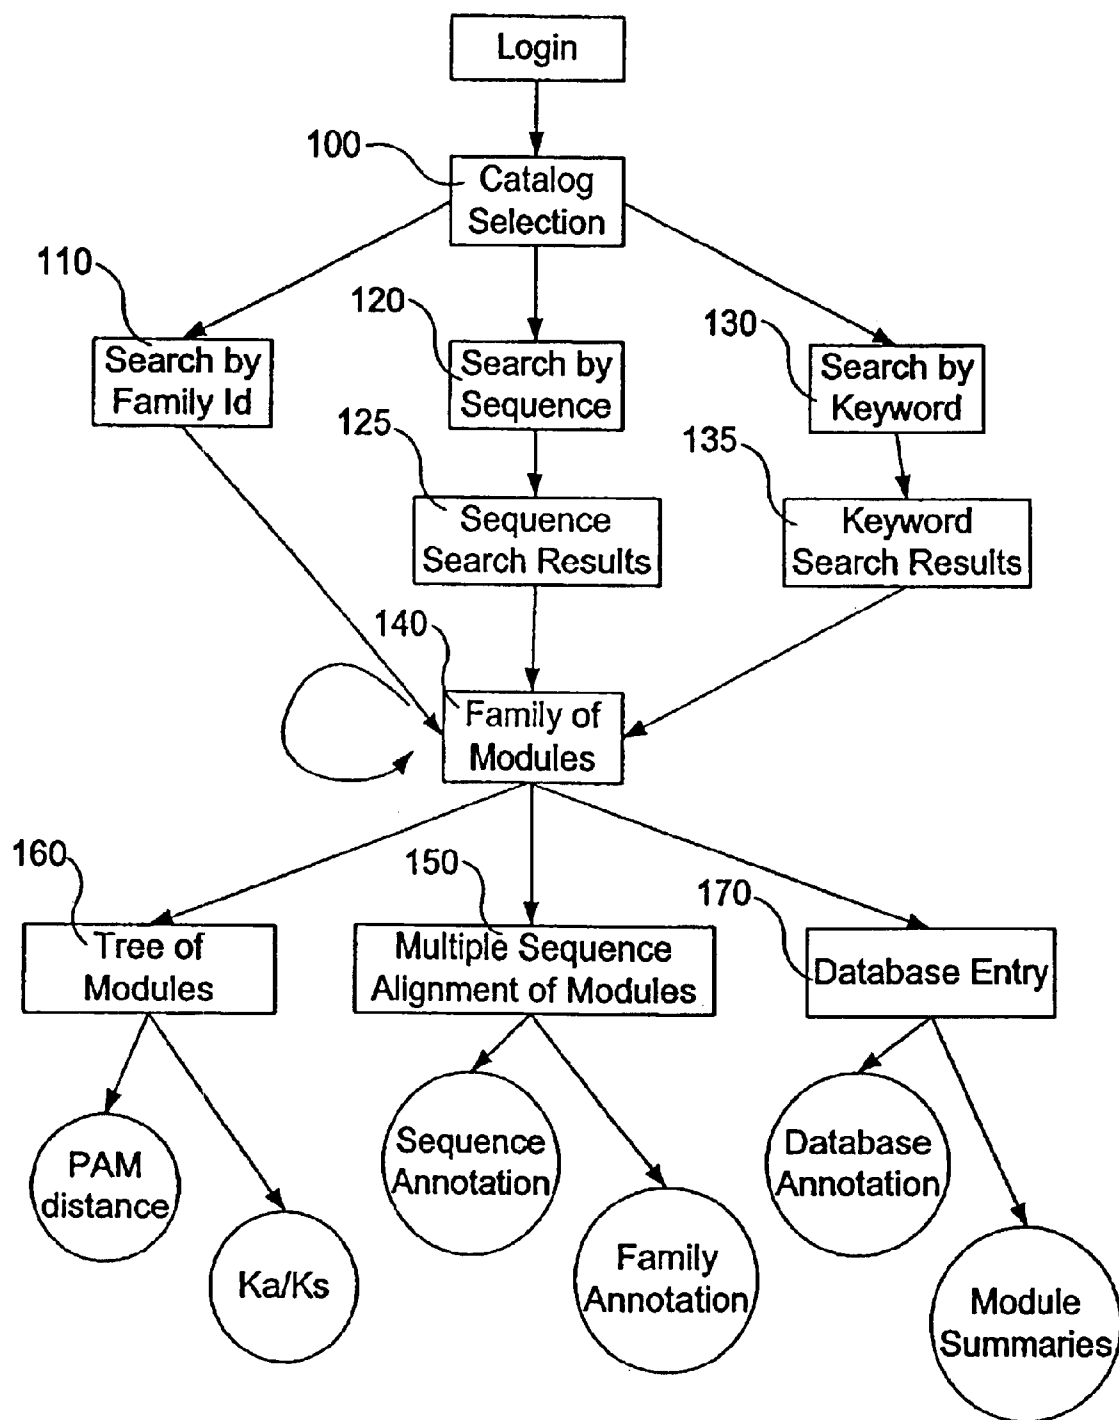 Login
100
Catalog
Selection
110
120
130
Search by
Family Id
Search by
Sequence
Search by
Keyword
125
135
Sequence
Search Results
Keyword
Search Results
140
Family of
Modules
160
150
170
Tree of
Modules
Multiple Sequence
Alignment of Modules
Database Entry
PAM
distance
Sequence
Annotation
Database
Annotation
Ka/Ks
Family
Annotation
Module
Summaries